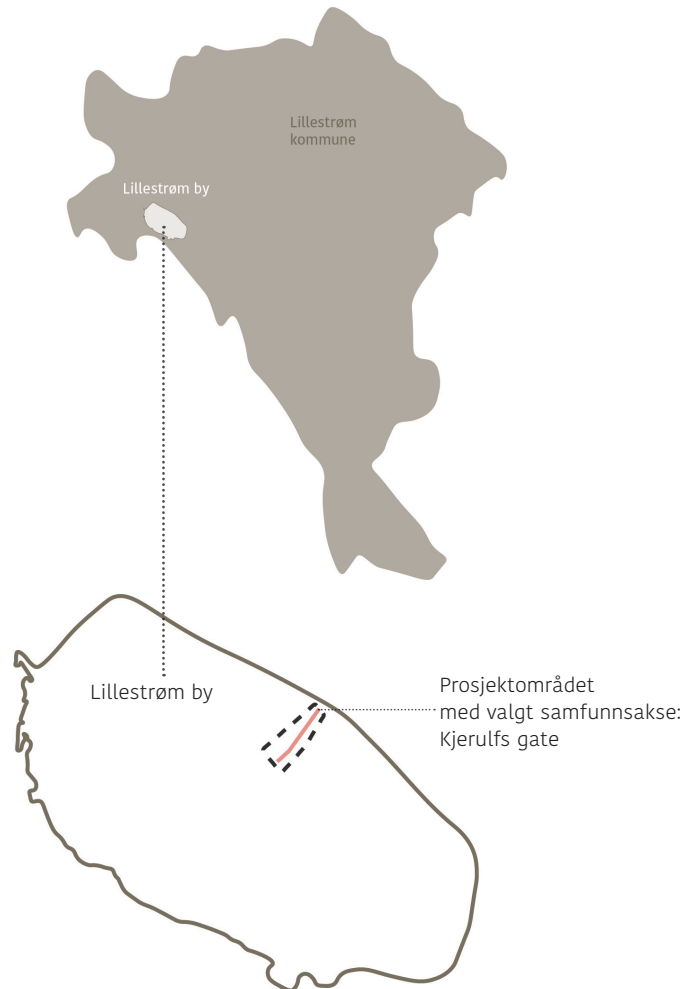 Lillestrøm
kommune
Lillestrøm by
Lillestrøm by
Prosjektområdet
med valgt samfunnsakse:
Kjerulfs gate